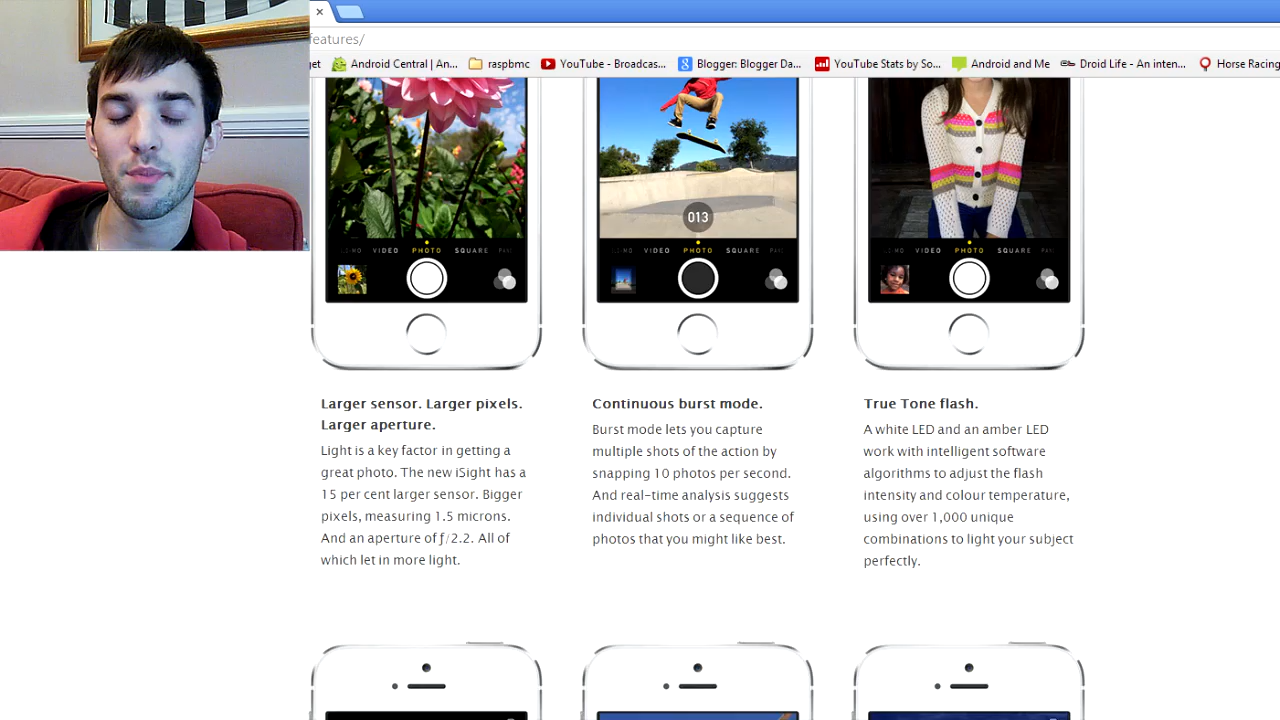 features/
get
Android Central | An...
raspbmc
YouTube - Broadcas...
Blogger: Blogger Da...
YouTube Stats by So...
Android and Me
Droid Life - An inten...
Horse Racing
VIDEO PHOTO SQUARE
013
VIDEO PHOTO SQUARE
VIDEO PHOTO SQUARE
Larger sensor. Larger pixels.
Larger aperture.
Light is a key factor in getting a
great photo. The new iSight has a
15 per cent larger sensor. Bigger
pixels, measuring 1.5 microns.
And an aperture of ƒ/2.2. All of
which let in more light.
Continuous burst mode.
Burst mode lets you capture
multiple shots of the action by
snapping 10 photos per second.
And real-time analysis suggests
individual shots or a sequence of
photos that you might like best.
True Tone flash.
A white LED and an amber LED
work with intelligent software
algorithms to adjust the flash
intensity and colour temperature,
using over 1,000 unique
combinations to light your subject
perfectly.